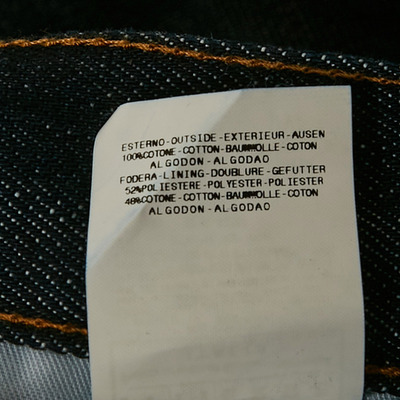 ESTERNO-OUTSIDE-EXTERIEUR-AUSEN
100%COTONE-COTTON-BAUMWOLLE-COTON
ALGODON-ALGODAO
FODERA-LINING-DOUBLURE-GEFUTTER
52%POLIESTERE-POLYESTER-POLIESTER
48%COTONE-COTTON-BAUMWOLLE-COTON
ALGODON-ALGODAO